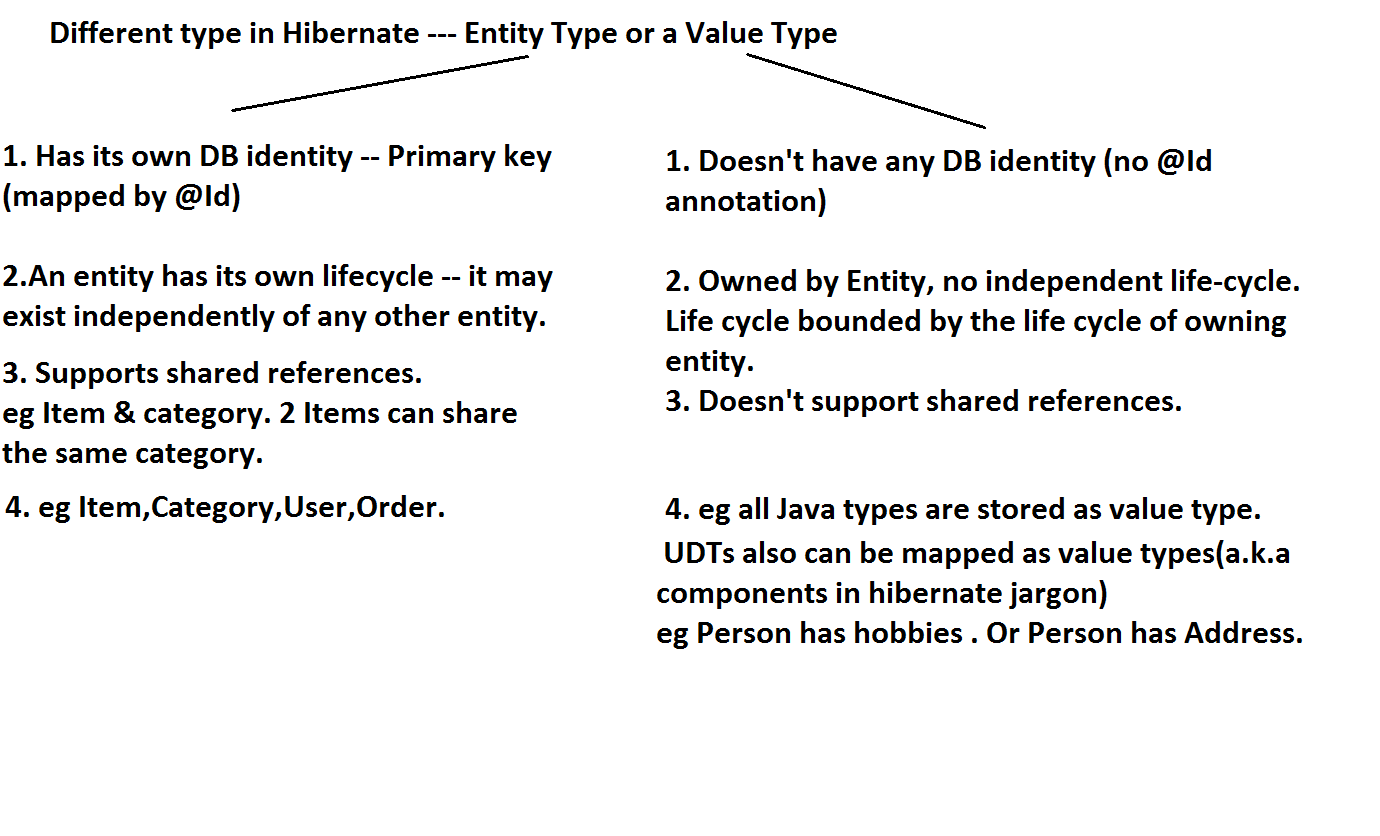 Different type in Hibernate --- Entity Type or a Value Type
1. Has its own DB identity -- Primary key
(mapped by @Id)
2.An entity has its own lifecycle -- it may
exist independently of any other entity.
3. Supports shared references.
eg Item & category. 2 Items can share
the same category.
4. eg Item,Category,User,Order.
1. Doesn't have any DB identity (no @Id
annotation)
2. Owned by Entity, no independent life-cycle.
Life cycle bounded by the life cycle of owning
entity.
3. Doesn't support shared references.
4. eg all Java types are stored as value type.
UDTs also can be mapped as value types(a.k.a
components in hibernate jargon)
eg Person has hobbies . Or Person has Address.